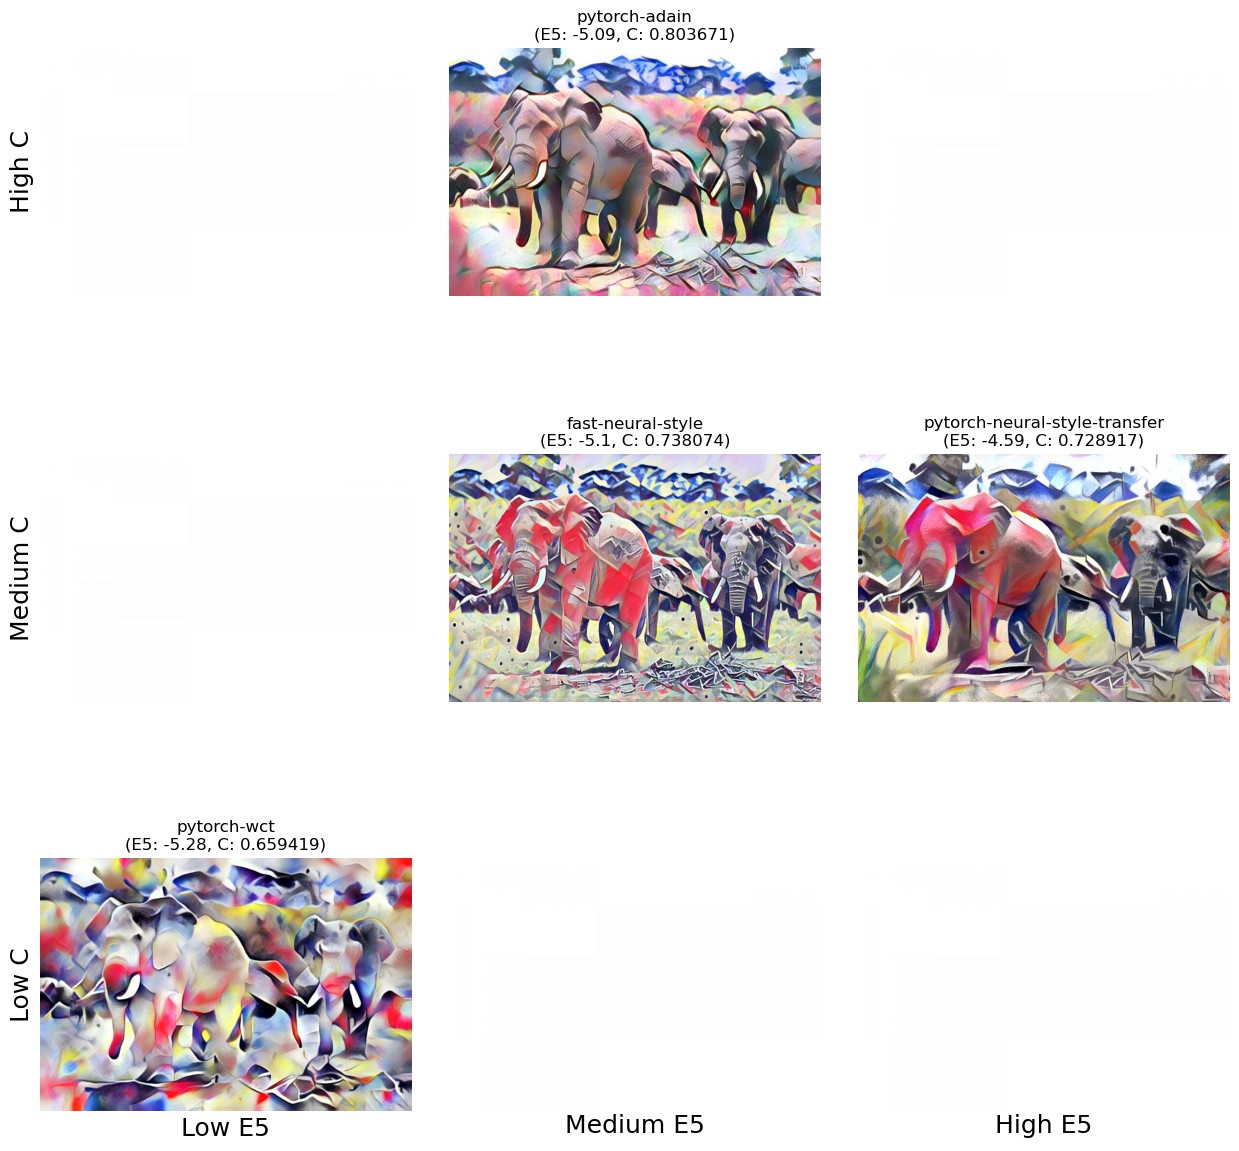 pytorch-adain
(E5: -5.09, C: 0.803671)
High C
fast-neural-style
(E5: -5.1, C: 0.738074)
pytorch-neural-style-transfer
(E5: -4.59, C: 0.728917)
Medium C
pytorch-wct
(E5: -5.28, C: 0.659419)
Low C
Low E5
Medium E5
High E5